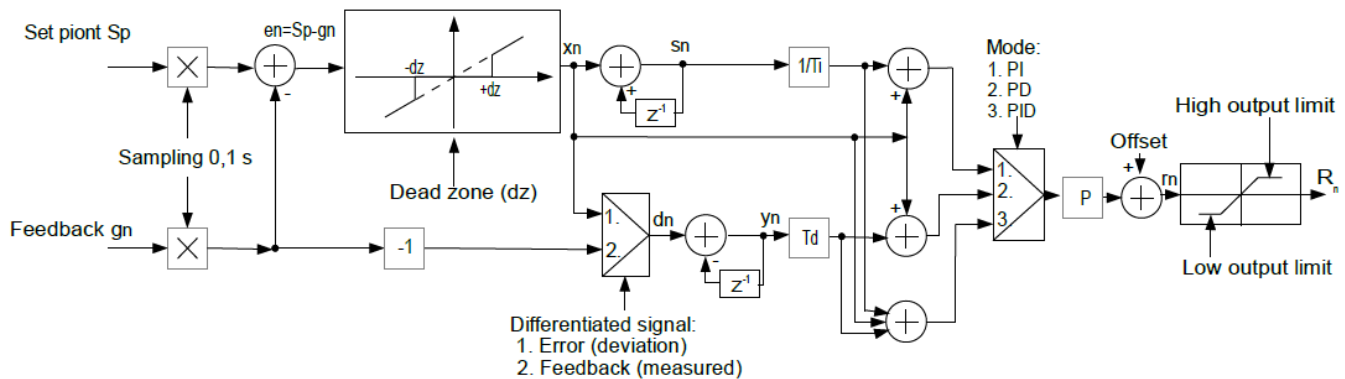 Set piont Sp
en=Sp-gn
-
-dz
+dz
Dead zone (dz)
xn
+
sn
z-1
1/Ti
+
Mode:
1. PI
2. PD
3. PID
High output limit
Offset
+
rn
Rn
Sampling 0,1 s
1.
2.
3.
P
Low output limit
Feedback gn
-1
1.
2.
dn
-
yn
z-1
Td
+
Differentiated signal:
1. Error (deviation)
2. Feedback (measured)